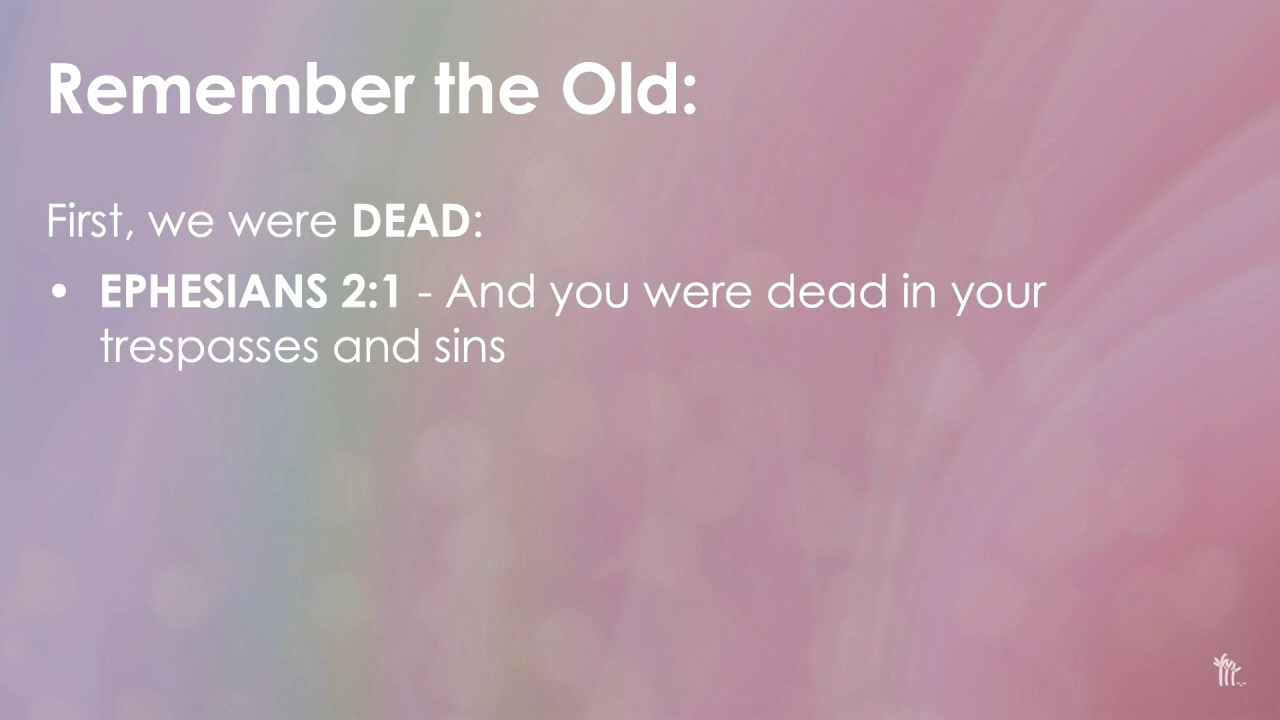 Remember the Old:
First, we were DEAD:
• EPHESIANS 2:1 - And you were dead in your
trespasses and sins